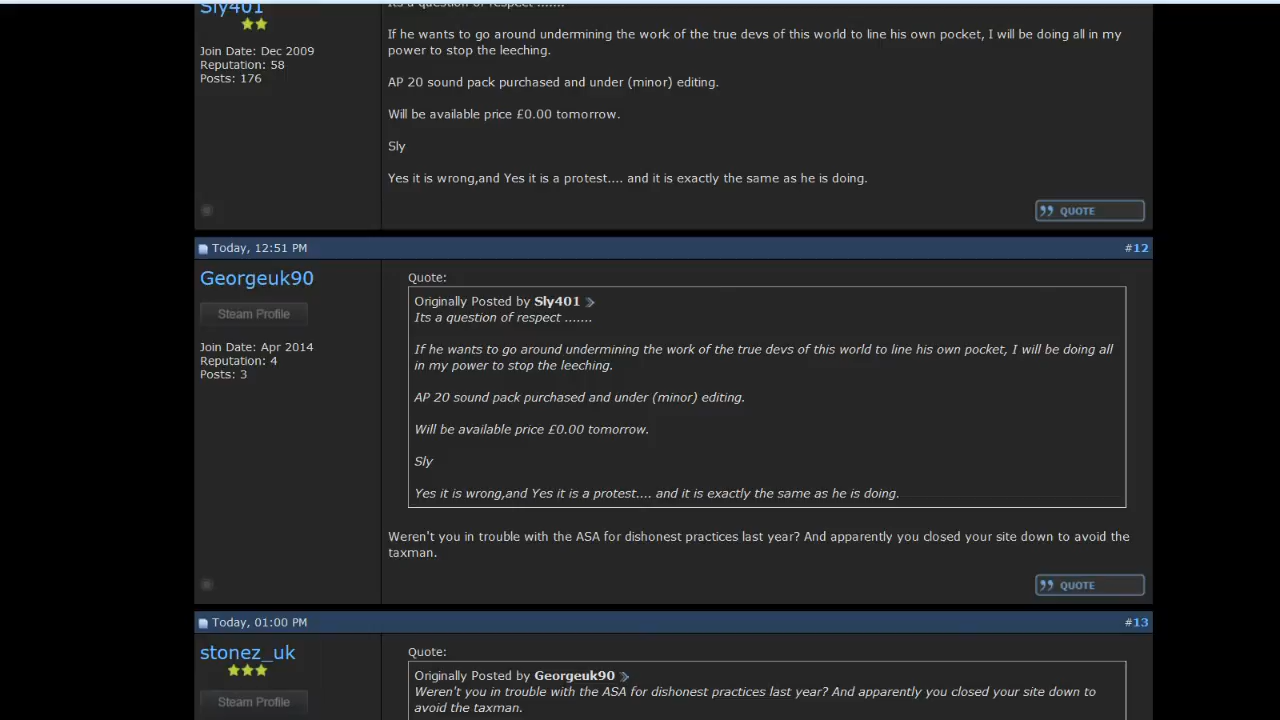 Sly401
Its a question of respect .......
Join Date: Dec 2009
Reputation: 58
Posts: 176
If he wants to go around undermining the work of the true devs of this world to line his own pocket, I will be doing all in my
power to stop the leeching.
AP 20 sound pack purchased and under (minor) editing.
Will be available price £0.00 tomorrow.
Sly
Yes it is wrong,and Yes it is a protest.... and it is exactly the same as he is doing.
QUOTE
Today, 12:51 PM
#12
Georgeuk90
Steam Profile
Join Date: Apr 2014
Reputation: 4
Posts: 3
Quote:
Originally Posted by Sly401
Its a question of respect .......
If he wants to go around undermining the work of the true devs of this world to line his own pocket, I will be doing all
in my power to stop the leeching.
AP 20 sound pack purchased and under (minor) editing.
Will be available price £0.00 tomorrow.
Sly
Yes it is wrong,and Yes it is a protest.... and it is exactly the same as he is doing.
Weren't you in trouble with the ASA for dishonest practices last year? And apparently you closed your site down to avoid the
taxman.
QUOTE
Today, 01:00 PM
#13
stonez_uk
Steam Profile
Quote:
Originally Posted by Georgeuk90
Weren't you in trouble with the ASA for dishonest practices last year? And apparently you closed your site down to
avoid the taxman.